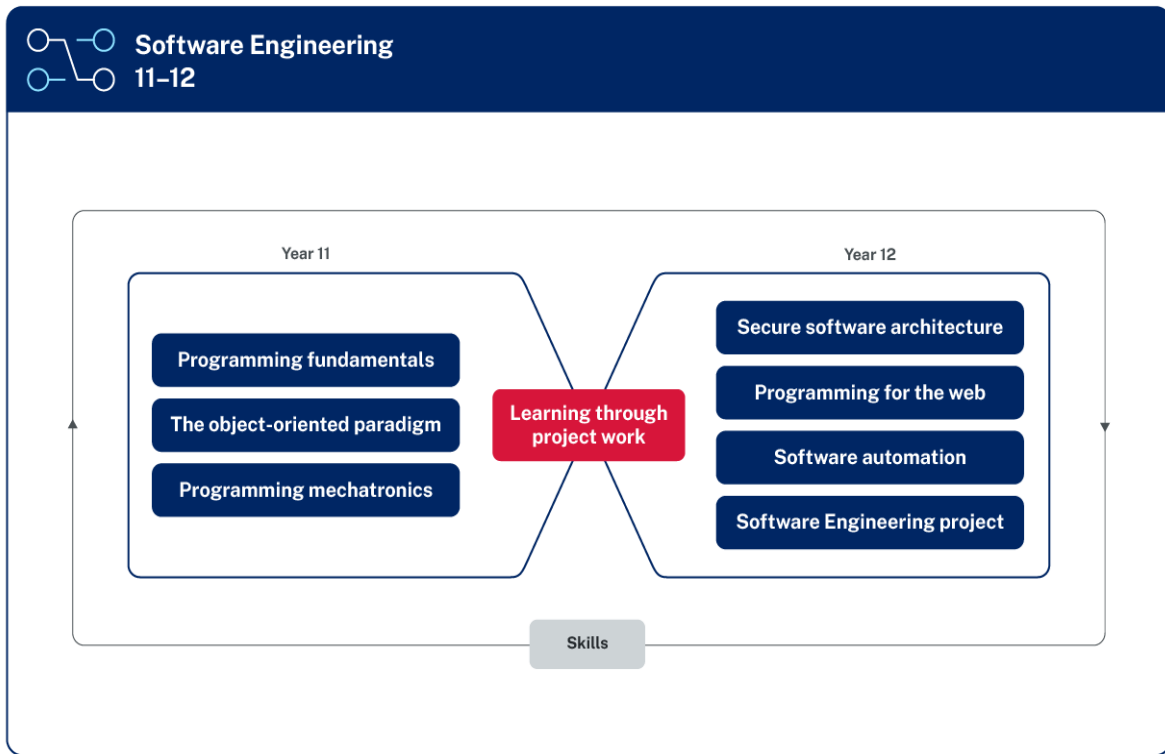 Software Engineering
11–12
Year 11
Programming fundamentals
The object-oriented paradigm
Programming mechatronics
Learning through
project work
Year 12
Secure software architecture
Programming for the web
Software automation
Software Engineering project
Skills